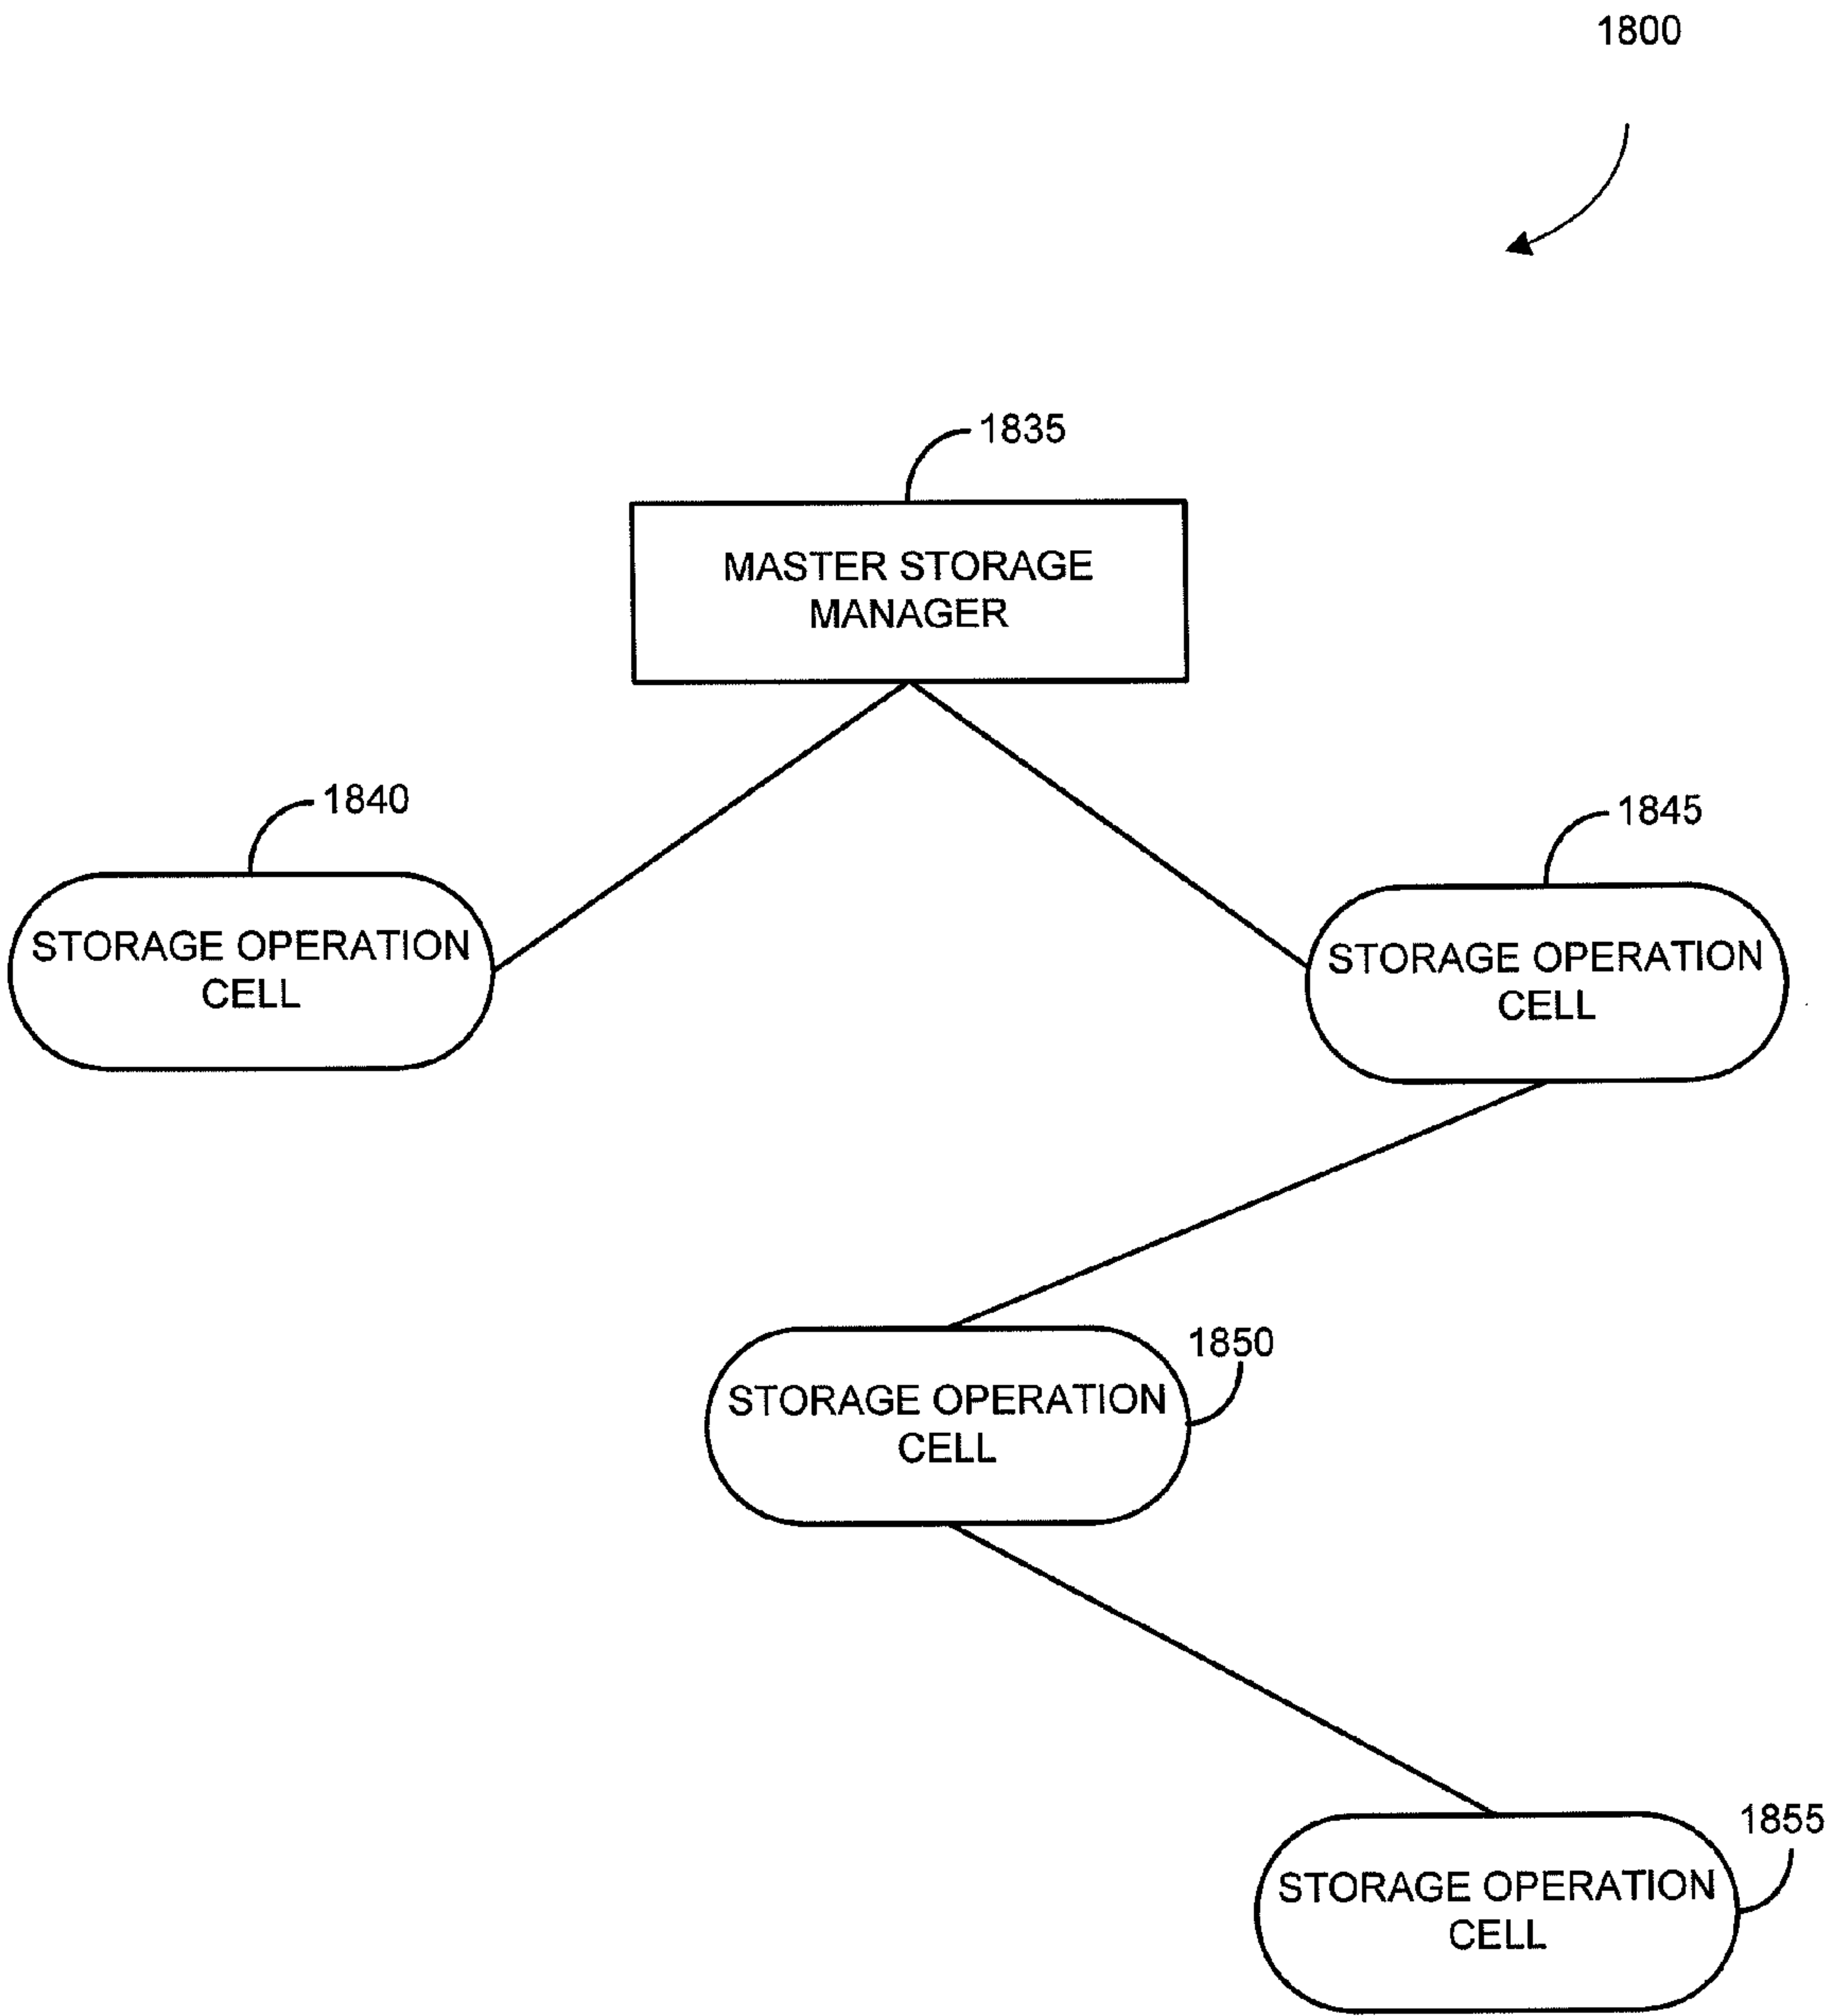 1800
1835
MASTER STORAGE
MANAGER
1840
1845
STORAGE OPERATION
CELL
STORAGE OPERATION
CELL
1850
STORAGE OPERATION
CELL
1855
STORAGE OPERATION
CELL